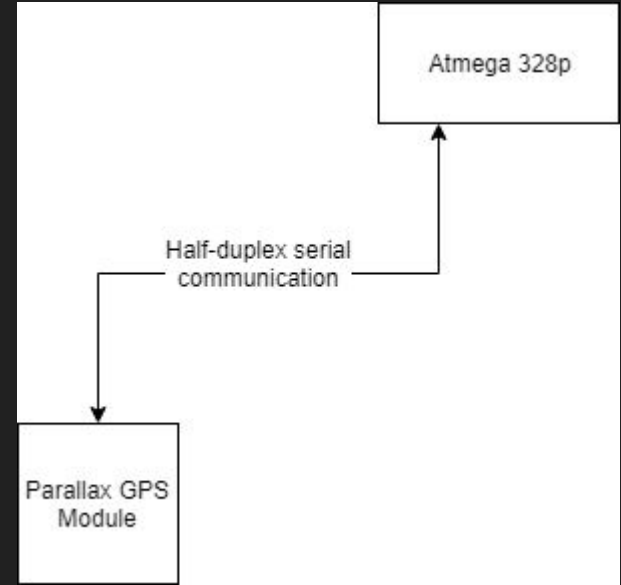 Atmega 328p
Half-duplex serial
communication
Parallax GPS
Module